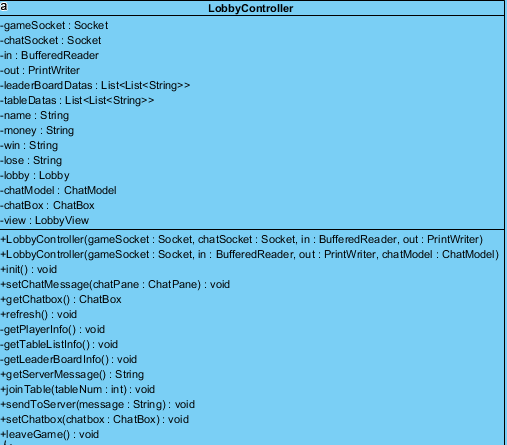 a
LobbyController
-gameSocket : Socket
-chatSocket : Socket
-in : BufferedReader
-out : PrintWriter
-leaderBoardDatas : List<List<String>>
-tableDatas : List<List<String>>
-name : String
-money : String
-win : String
-lose : String
-lobby : Lobby
-chatModel : ChatModel
-chatBox : ChatBox
-view : LobbyView
+LobbyController(gameSocket : Socket, chatSocket : Socket, in : BufferedReader, out : PrintWriter)
+LobbyController(gameSocket : Socket, in : BufferedReader, out : PrintWriter, chatModel : ChatModel)
+init() : void
+setChatMessage(chatPane : ChatPane) : void
+getChatbox() : ChatBox
+refresh() : void
-getPlayerInfo() : void
-getTableListInfo() : void
-getLeaderBoardInfo() : void
+getServerMessage() : String
+joinTable(tableNum : int) : void
+sendToServer(message : String) : void
+setChatbox(chatbox : ChatBox) : void
+leaveGame() : void